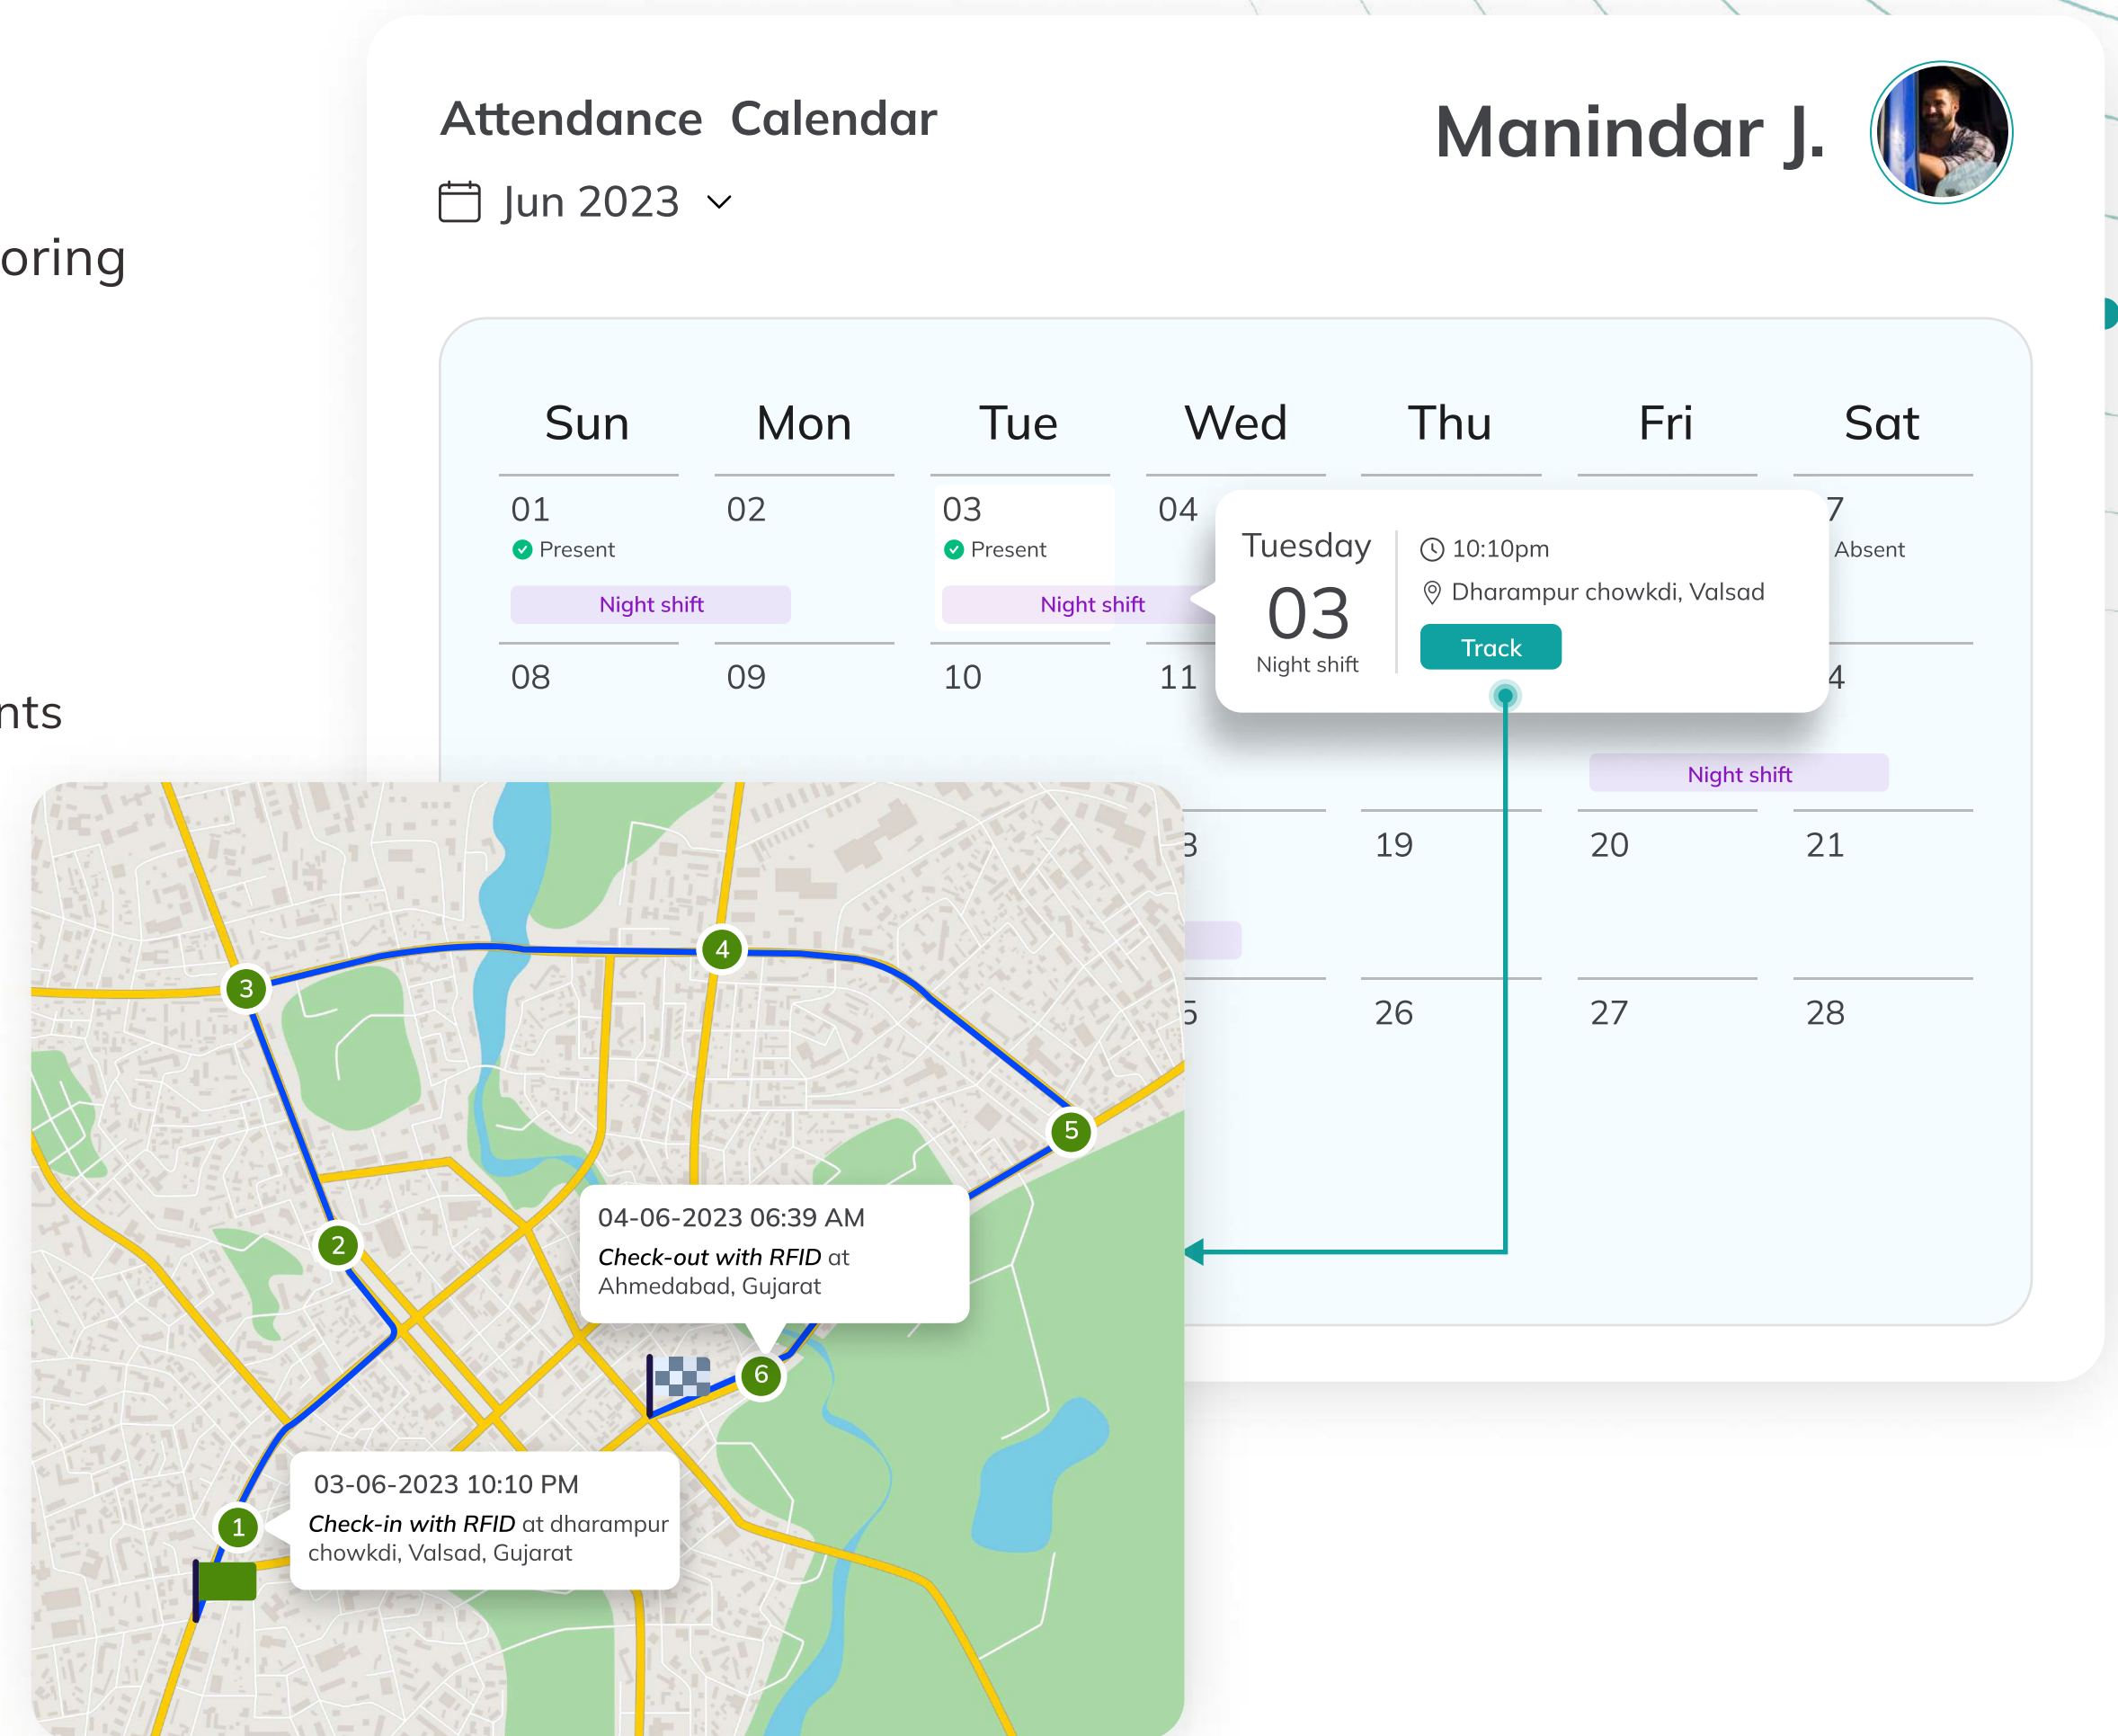 oring
nts
Attendance Calendar
Jun 2023
Manindar J.
Sun Mon Tue Wed Thu Fri Sat
01 02 03 04 7
Present Present Absent
Night shift Night shift
Tuesday
03
Night shift
10:10pm
Dharampur chowkdi, Valsad
Track
08 09 10 11 4
Night shift
8 19 20 21
5 26 27 28
3
4
5
2
04-06-2023 06:39 AM
Check-out with RFID at
Ahmedabad, Gujarat
6
03-06-2023 10:10 PM
Check-in with RFID at dharampur
chowkdi, Valsad, Gujarat
1